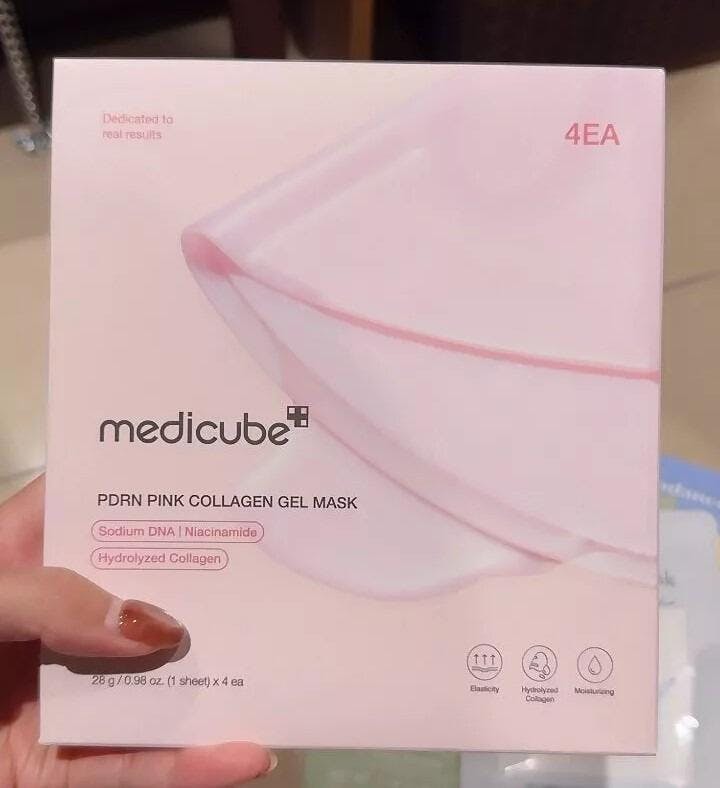 Dedicated to
real results
4EA
medicube
PDRN PINK COLLAGEN GEL MASK
Sodium DNA | Niacinamide
Hydrolyzed Collagen
28 g / 0.98 oz. (1 sheet) x 4 ea
Elasticity
Hydrolyzed
Collagen
Moisturizing